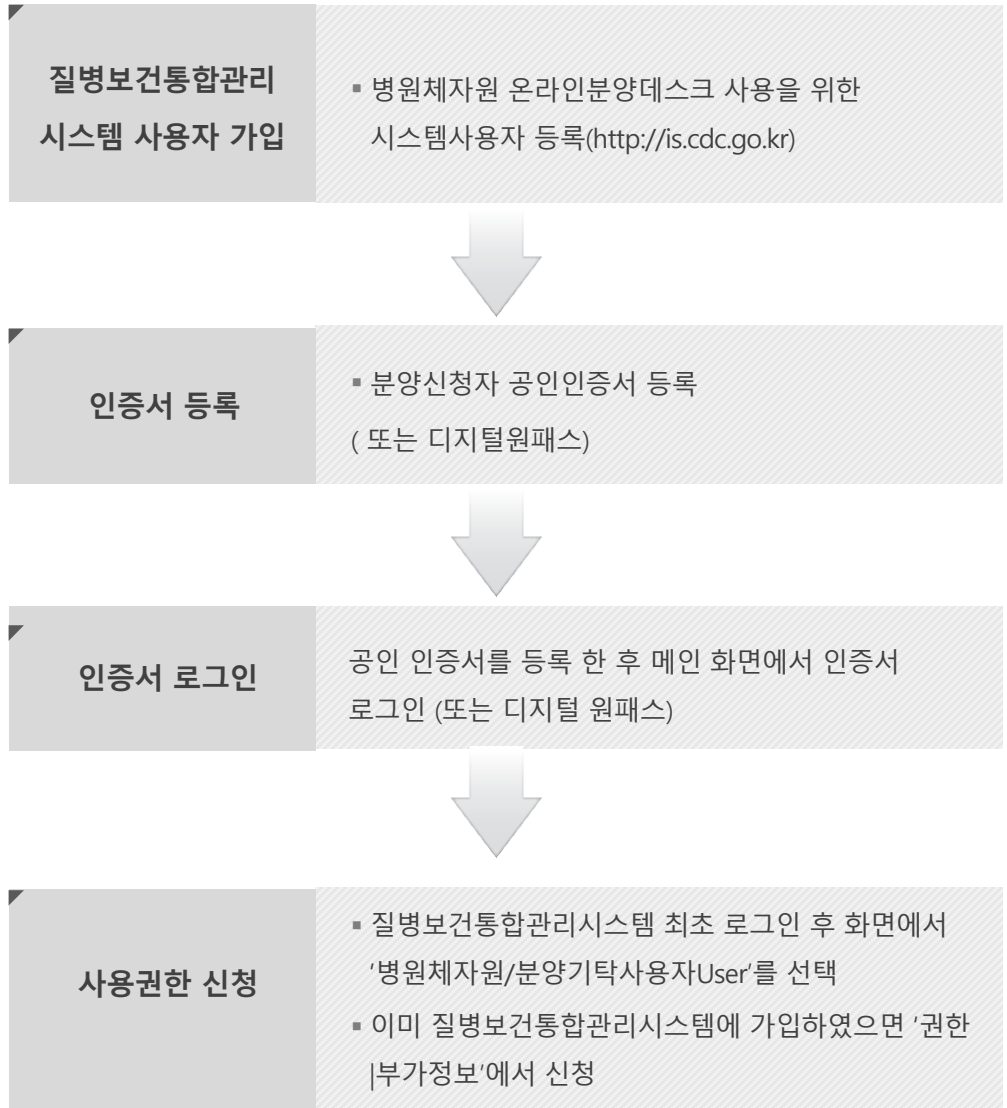 질병보건통합관리
시스템 사용자 가입
▪ 병원체자원 온라인분양데스크 사용을 위한
시스템사용자 등록(http://is.cdc.go.kr)
인증서 등록
▪ 분양신청자 공인인증서 등록
( 또는 디지털원패스)
인증서 로그인
공인 인증서를 등록 한 후 메인 화면에서 인증서
로그인 (또는 디지털 원패스)
사용권한 신청
▪ 질병보건통합관리시스템 최초 로그인 후 화면에서
‘병원체자원/분양기탁사용자User’를 선택
▪ 이미 질병보건통합관리시스템에 가입하였으면 ‘권한
|부가정보’에서 신청